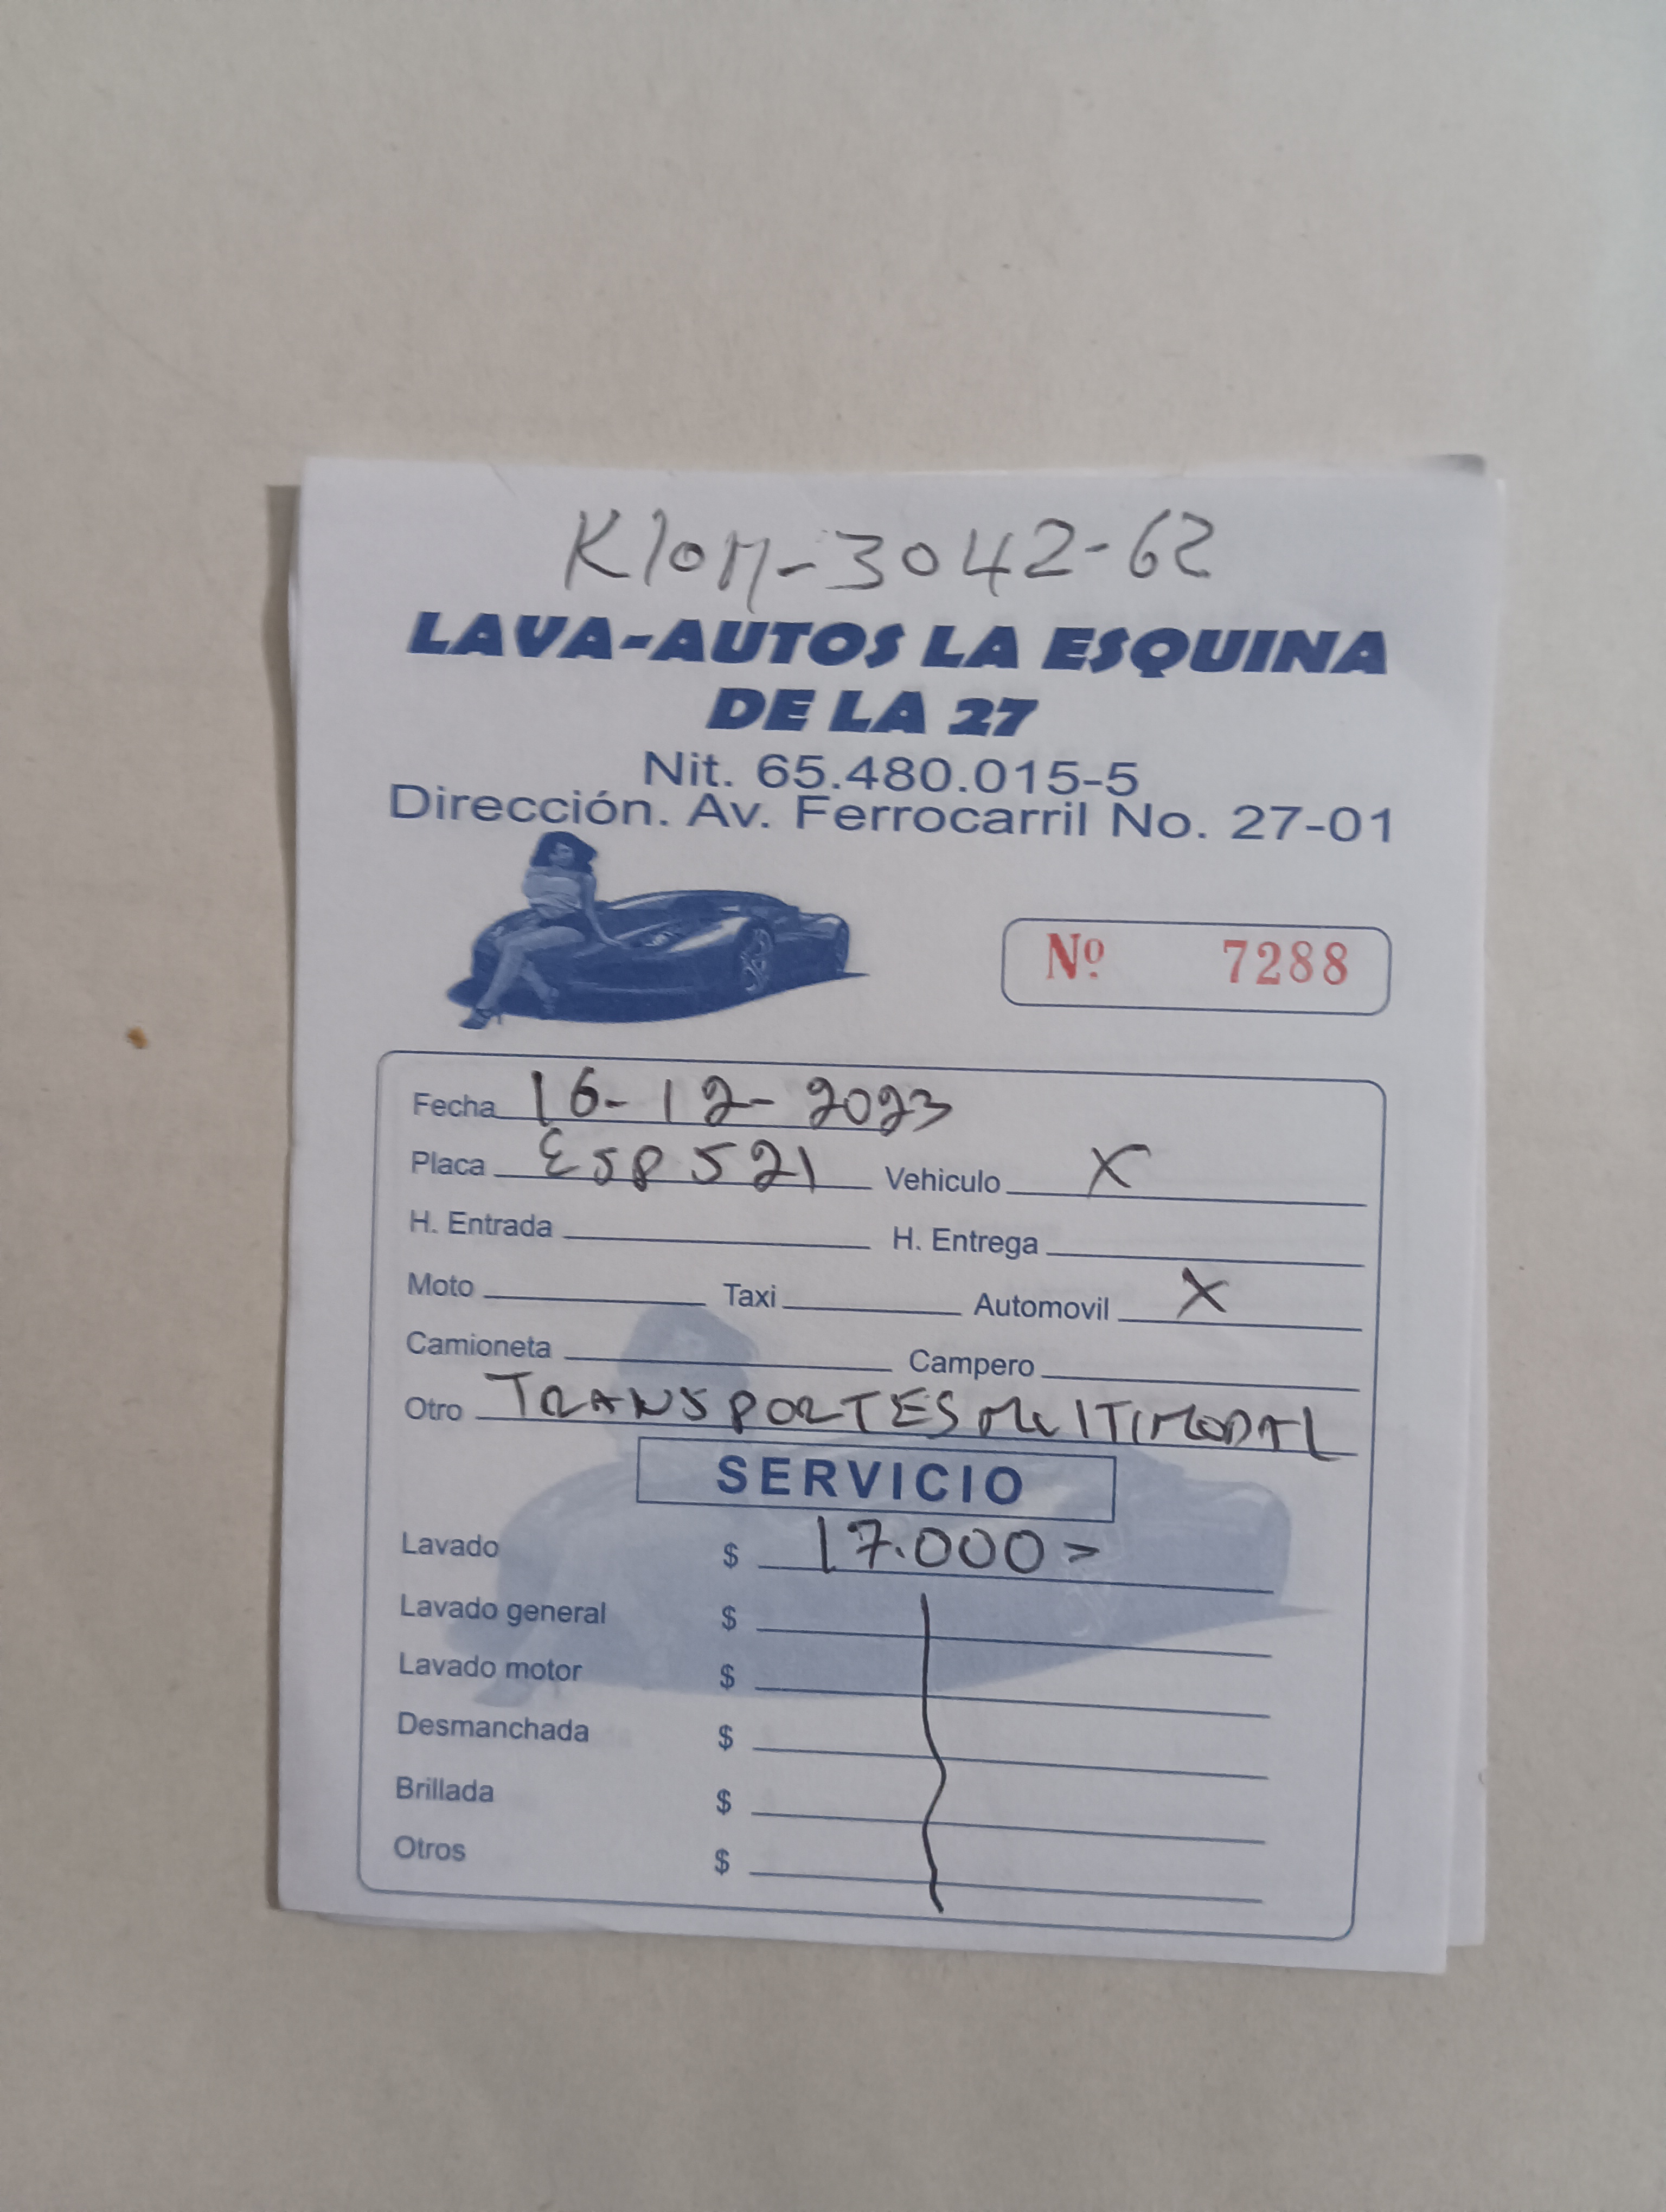 K10M-3042-62
LAVA-AUTOS LA ESQUINA
DE LA 27
Nit. 65.480.015-5
Dirección. Av. Ferrocarril No. 27-01
Nº 7288
Fecha 16-12-2023
Placa ESP 521 Vehiculo X
H. Entrada H. Entrega
Moto Taxi Automovil X
Camioneta Campero
Otro TRANSPORTES MULTIMODAL
SERVICIO
Lavado $ 17.000=
Lavado general $
Lavado motor $
Desmanchada $
Brillada $
Otros $